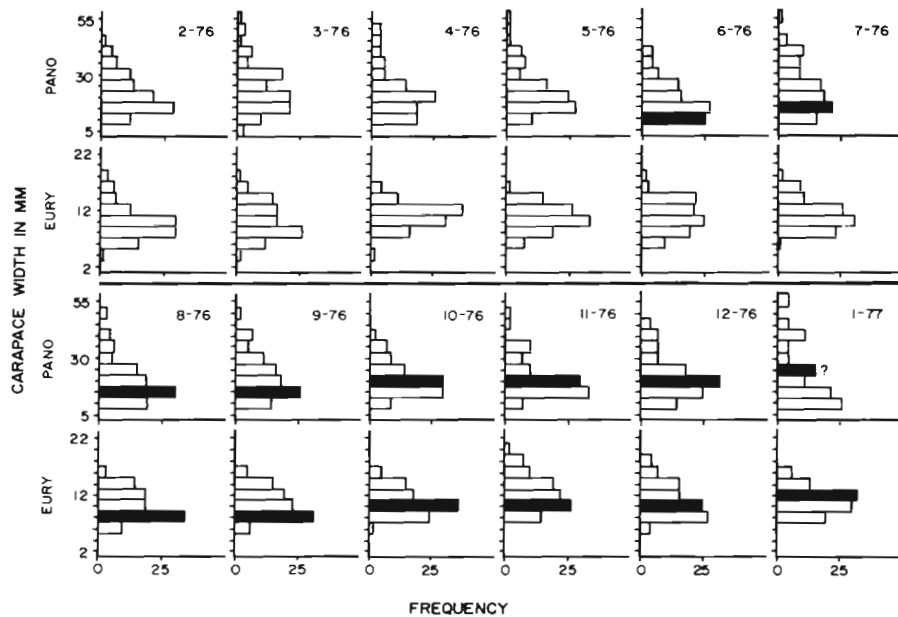 2-76 3-76 4-76 5-76 6-76 7-76
55
30
5
PANO
22
12
2
EURY
CARAPACE WIDTH IN MM
8-76 9-76 10-76 11-76 12-76 1-77
55
30
5
PANO
?
22
12
2
EURY
0 25 0 25 0 25 0 25 0 25 0 25
FREQUENCY